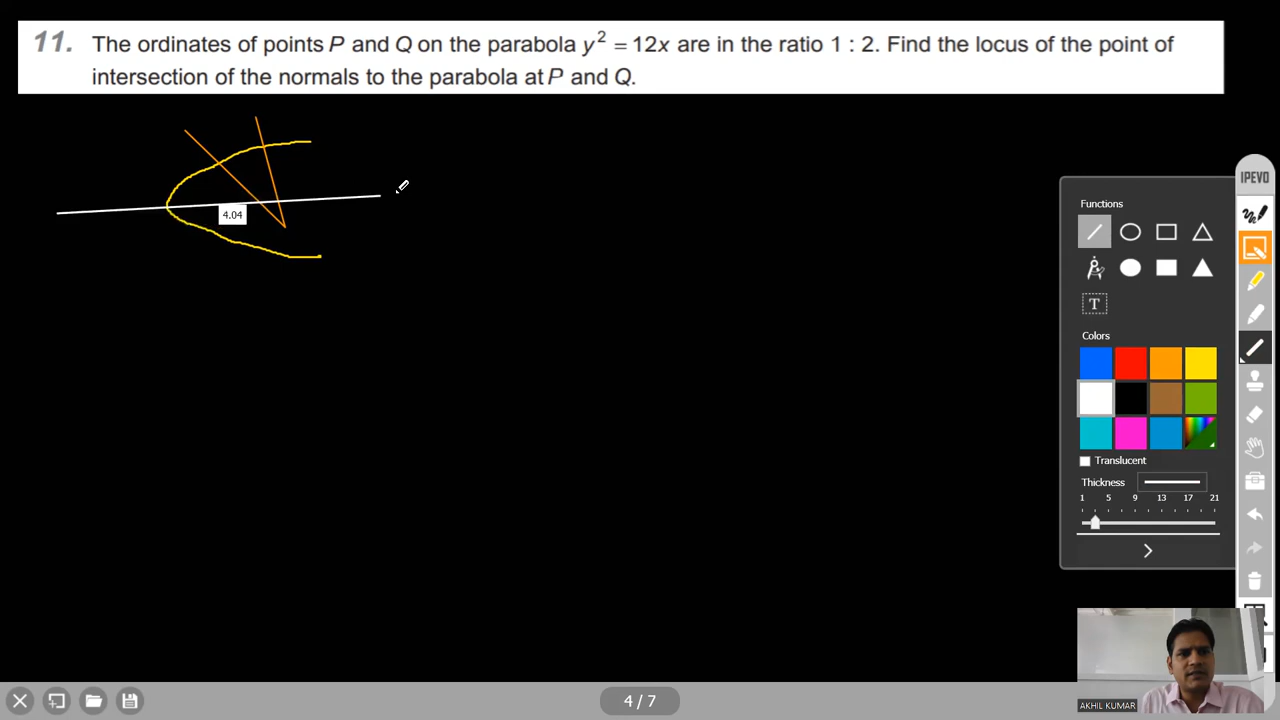 11. The ordinates of points P and Q on the parabola y² = 12x are in the ratio 1 : 2. Find the locus of the point of
intersection of the normals to the parabola at P and Q.
4.04
IPEVO
Functions
T
Colors
Translucent
Thickness
1 5 9 13 17 21
4 / 7
AKHIL KUMAR